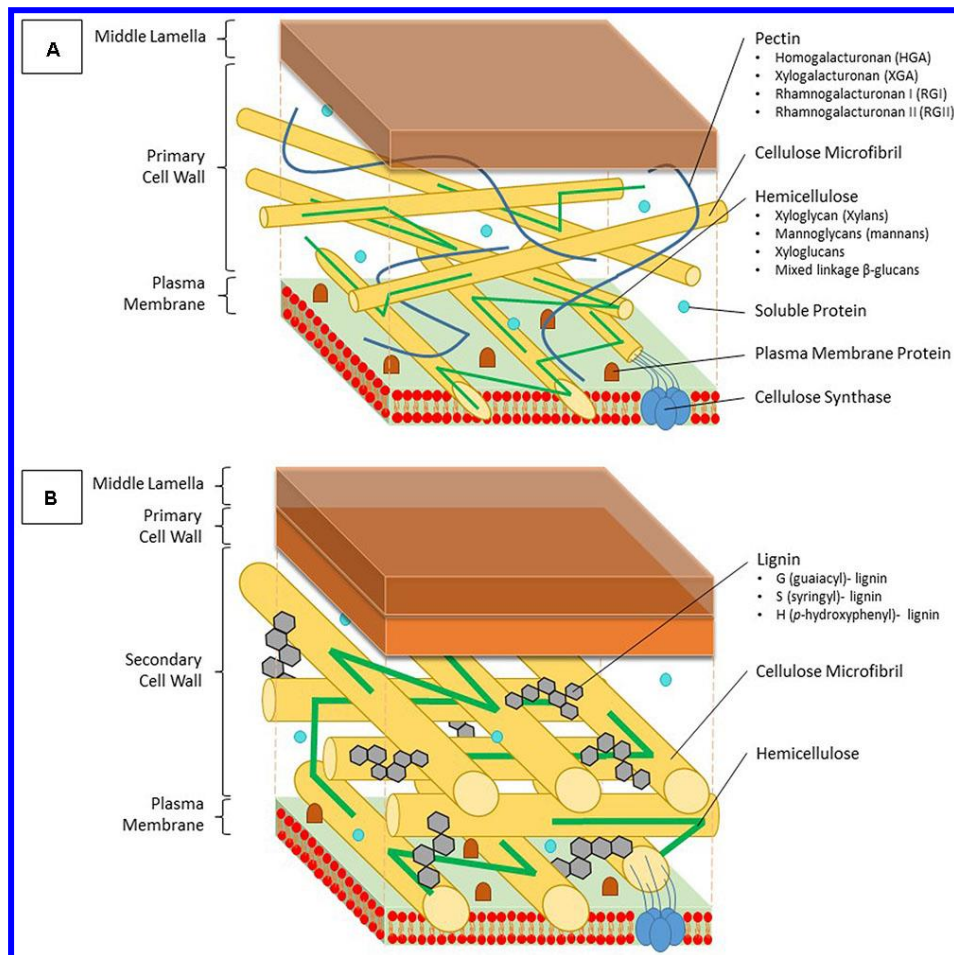 A
Middle Lamella
Primary
Cell Wall
Plasma
Membrane
Pectin
• Homogalacturonan (HGA)
• Xylogalacturonan (XGA)
• Rhamnogalacturonan I (RGI)
• Rhamnogalacturonan II (RGII)
Cellulose Microfibril
Hemicellulose
• Xyloglycan (Xylans)
• Mannoglycans (mannans)
• Xyloglucans
• Mixed linkage β-glucans
Soluble Protein
Plasma Membrane Protein
Cellulose Synthase
B
Middle Lamella
Primary
Cell Wall
Secondary
Cell Wall
Plasma
Membrane
Lignin
• G (guaiacyl)- lignin
• S (syringyl)- lignin
• H (p-hydroxyphenyl)- lignin
Cellulose Microfibril
Hemicellulose